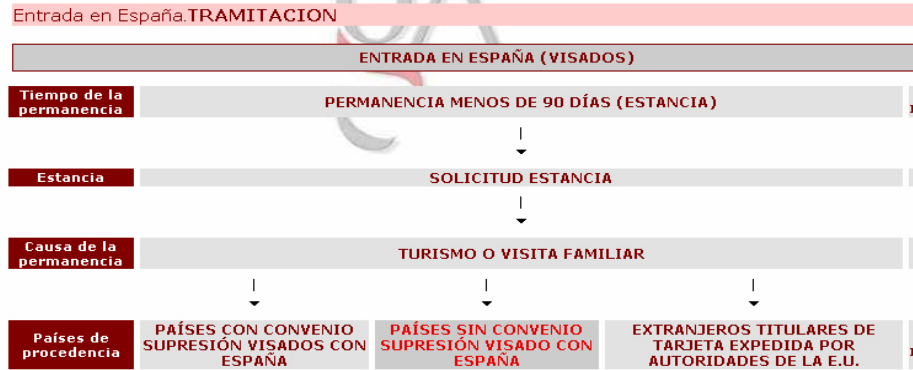 Entrada en España.TRAMITACION
ENTRADA EN ESPAÑA (VISADOS)
Tiempo de la
permanencia
PERMANENCIA MENOS DE 90 DÍAS (ESTANCIA)
Estancia
SOLICITUD ESTANCIA
Causa de la
permanencia
TURISMO O VISITA FAMILIAR
Países de
procedencia
PAÍSES CON CONVENIO
SUPRESIÓN VISADOS CON
ESPAÑA
PAÍSES SIN CONVENIO
SUPRESIÓN VISADO CON
ESPAÑA
EXTRANJEROS TITULARES DE
TARJETA EXPEDIDA POR
AUTORIDADES DE LA E.U.